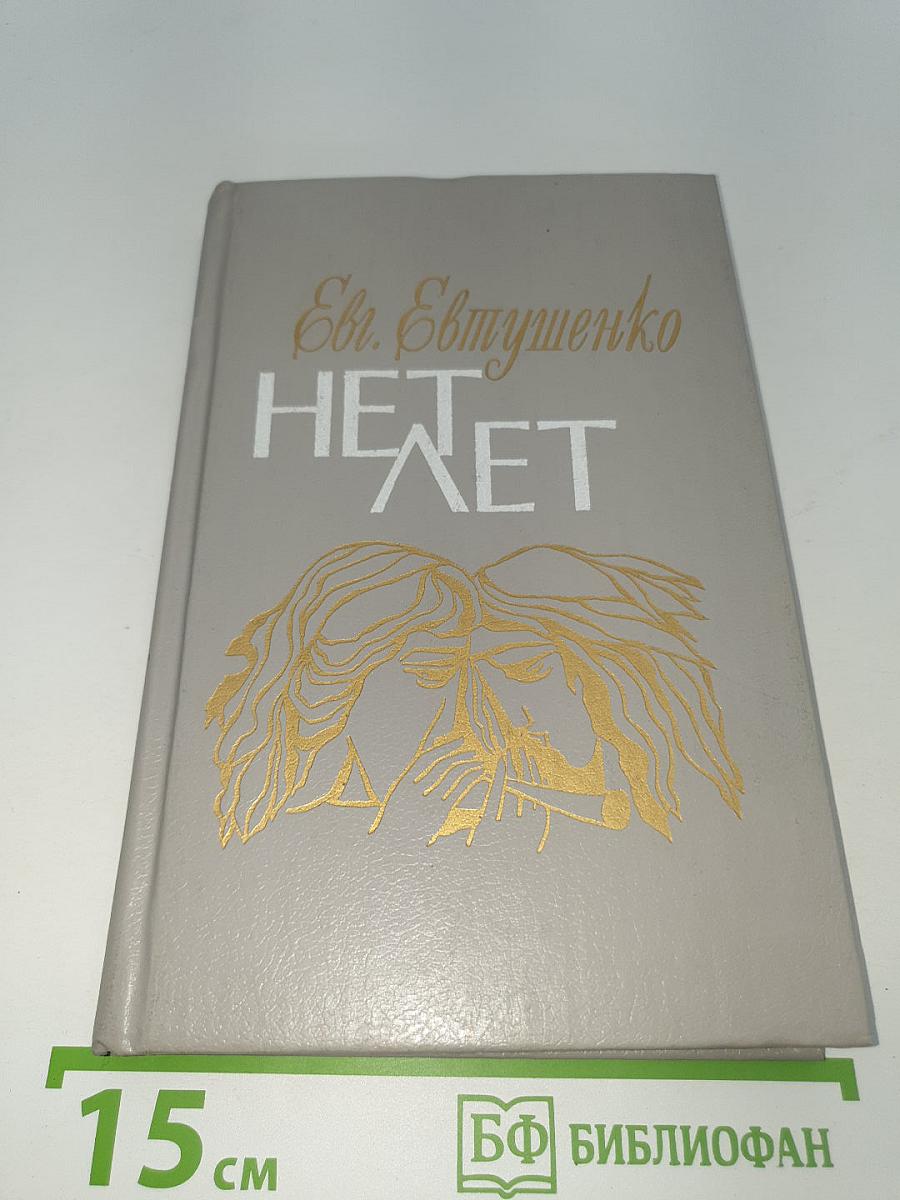 Евг. Евтушенко
НЕТ
ЛЕТ
15 см
БФ БИБЛИОФАН